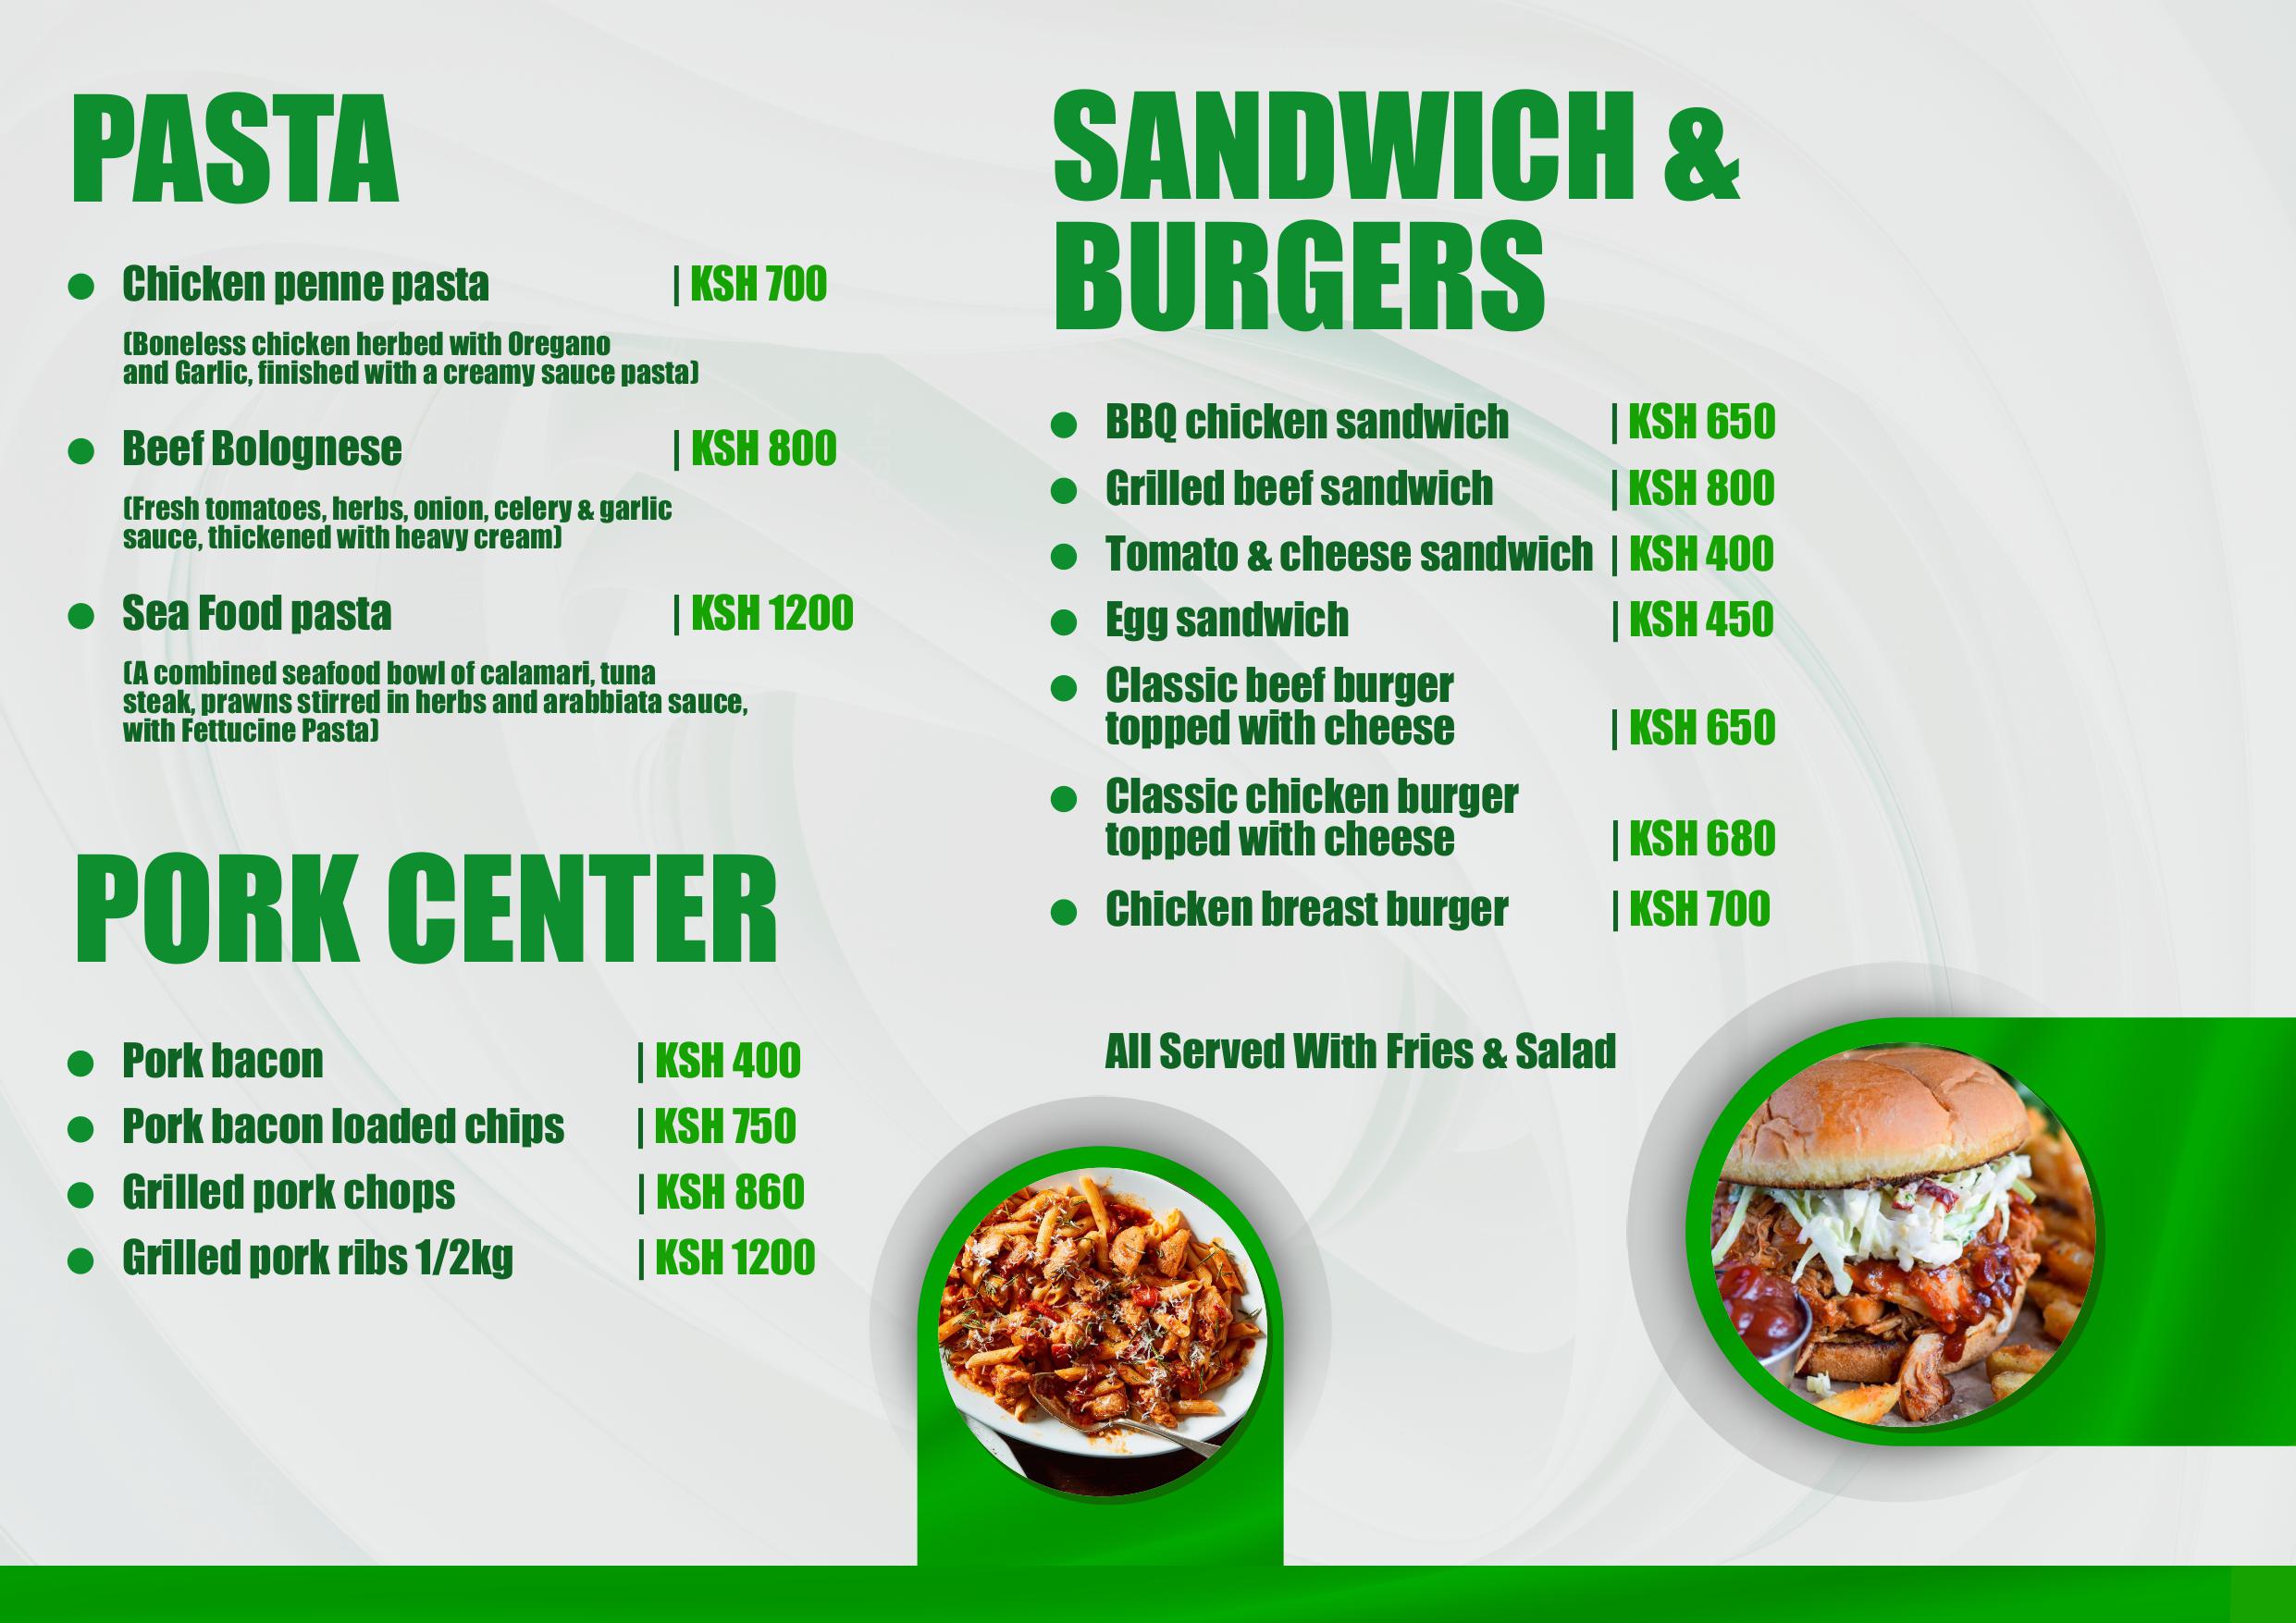 PASTA
Chicken penne pasta | KSH 700
(Boneless chicken herbed with Oregano
and Garlic, finished with a creamy sauce pasta)
Beef Bolognese | KSH 800
(Fresh tomatoes, herbs, onion, celery & garlic
sauce, thickened with heavy cream)
Sea Food pasta | KSH 1200
(A combined seafood bowl of calamari, tuna
steak, prawns stirred in herbs and arabbiata sauce,
with Fettucine Pasta)
PORK CENTER
Pork bacon | KSH 400
Pork bacon loaded chips | KSH 750
Grilled pork chops | KSH 860
Grilled pork ribs 1/2kg | KSH 1200
SANDWICH &
BURGERS
BBQ chicken sandwich | KSH 650
Grilled beef sandwich | KSH 800
Tomato & cheese sandwich | KSH 400
Egg sandwich | KSH 450
Classic beef burger
topped with cheese | KSH 650
Classic chicken burger
topped with cheese | KSH 680
Chicken breast burger | KSH 700
All Served With Fries & Salad